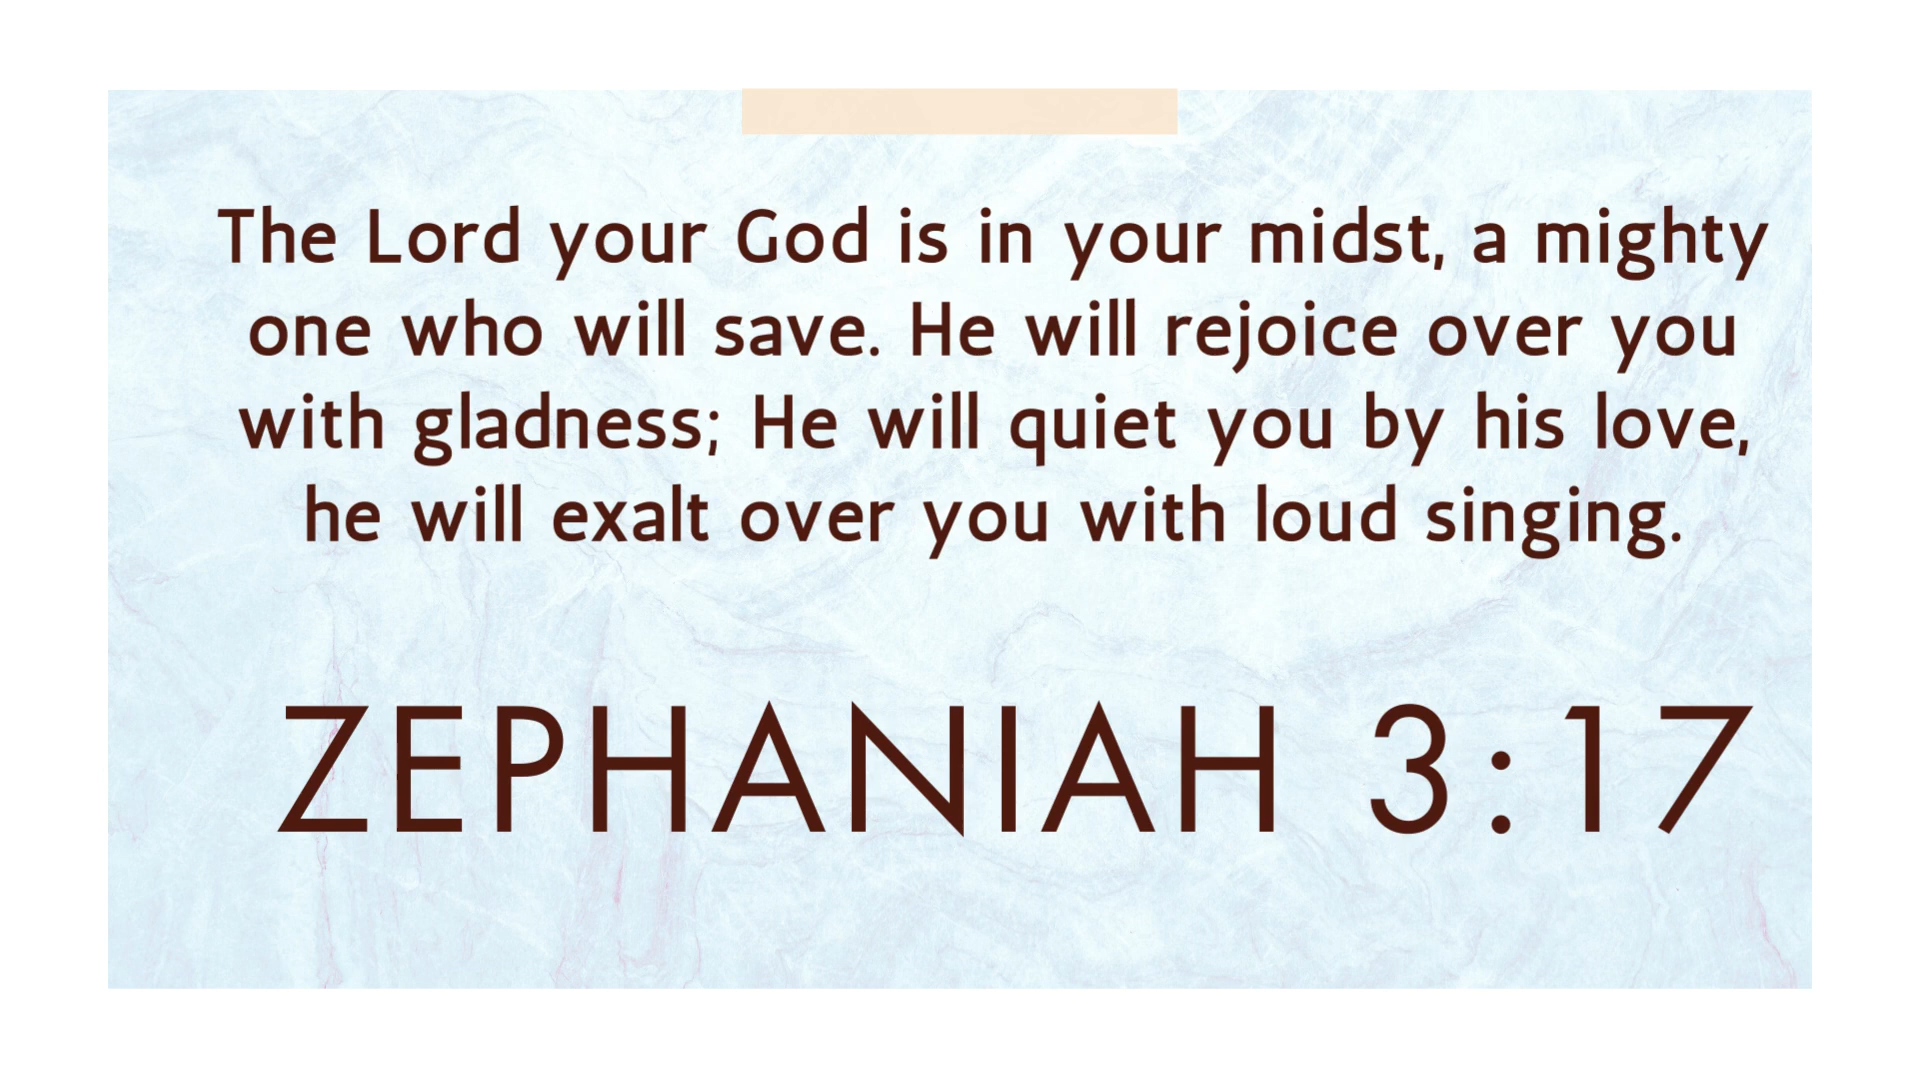 The Lord your God is in your midst, a mighty
one who will save. He will rejoice over you
with gladness; He will quiet you by his love,
he will exalt over you with loud singing.
ZEPHANIAH 3:17